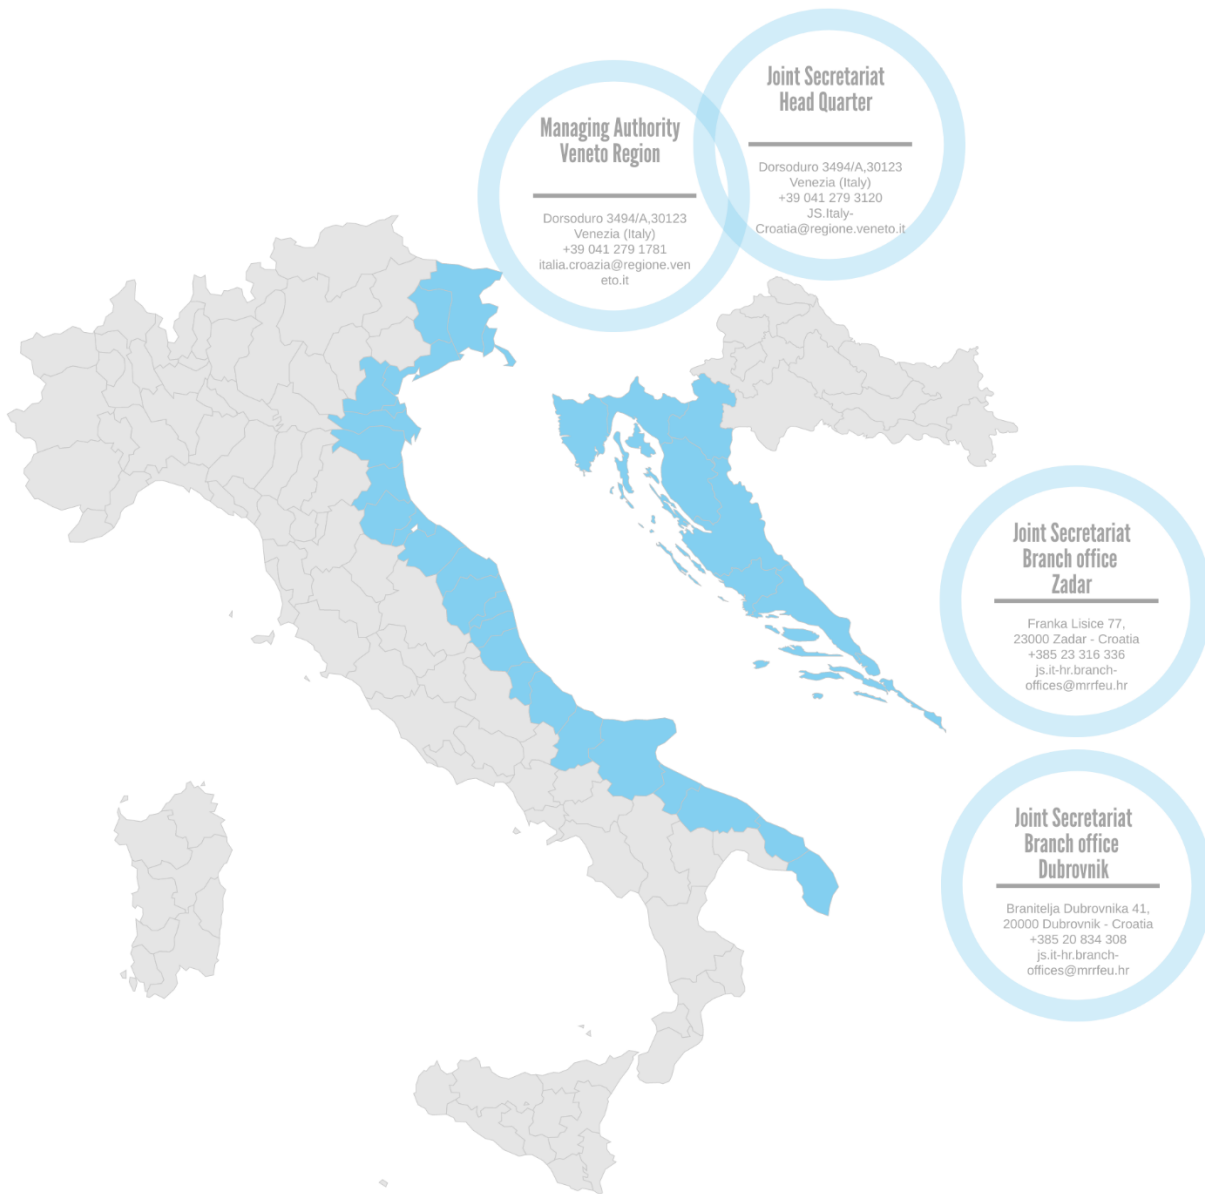 Managing Authority
Veneto Region
Dorsoduro 3494/A,30123
Venezia (Italy)
+39 041 279 1781
italia.croazia@regione.ven
eto.it
Joint Secretariat
Head Quarter
Dorsoduro 3494/A,30123
Venezia (Italy)
+39 041 279 3120
JS.Italy-
Croatia@regione.veneto.it
Joint Secretariat
Branch office
Zadar
Franka Lisice 77,
23000 Zadar - Croatia
+385 23 316 336
js.it-hr.branch-
offices@mrrfeu.hr
Joint Secretariat
Branch office
Dubrovnik
Branitelja Dubrovnika 41,
20000 Dubrovnik - Croatia
+385 20 834 308
js.it-hr.branch-
offices@mrrfeu.hr